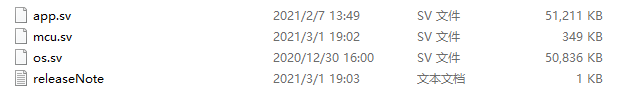 app.sv 2021/2/7 13:49 SV 文件 51,211 KB
mcu.sv 2021/3/1 19:02 SV 文件 349 KB
os.sv 2020/12/30 16:00 SV 文件 50,836 KB
releaseNote 2021/3/1 19:03 文本文档 1 KB